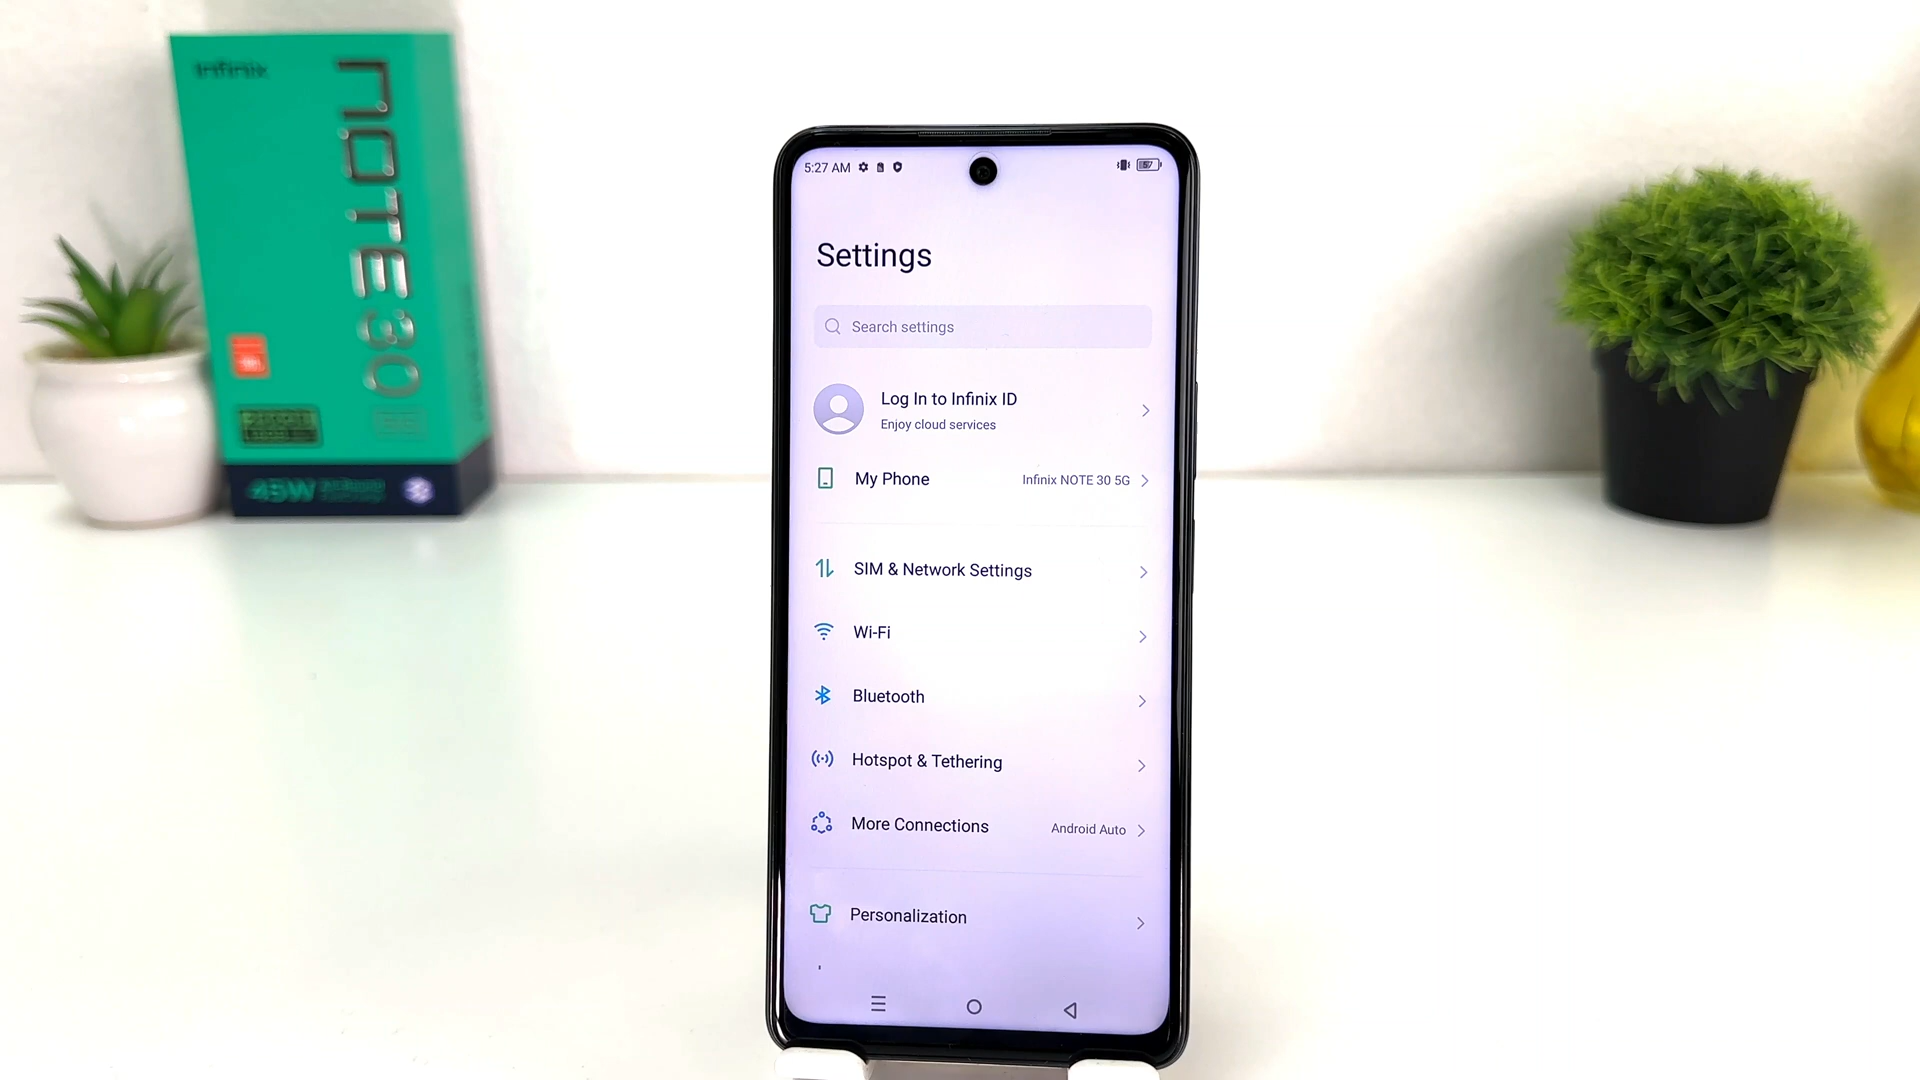 Infinix
NOTE 30
45W
5:27 AM
57
Settings
Search settings
Log In to Infinix ID
Enjoy cloud services
My Phone
Infinix NOTE 30 5G
SIM & Network Settings
Wi-Fi
Bluetooth
Hotspot & Tethering
More Connections
Android Auto
Personalization